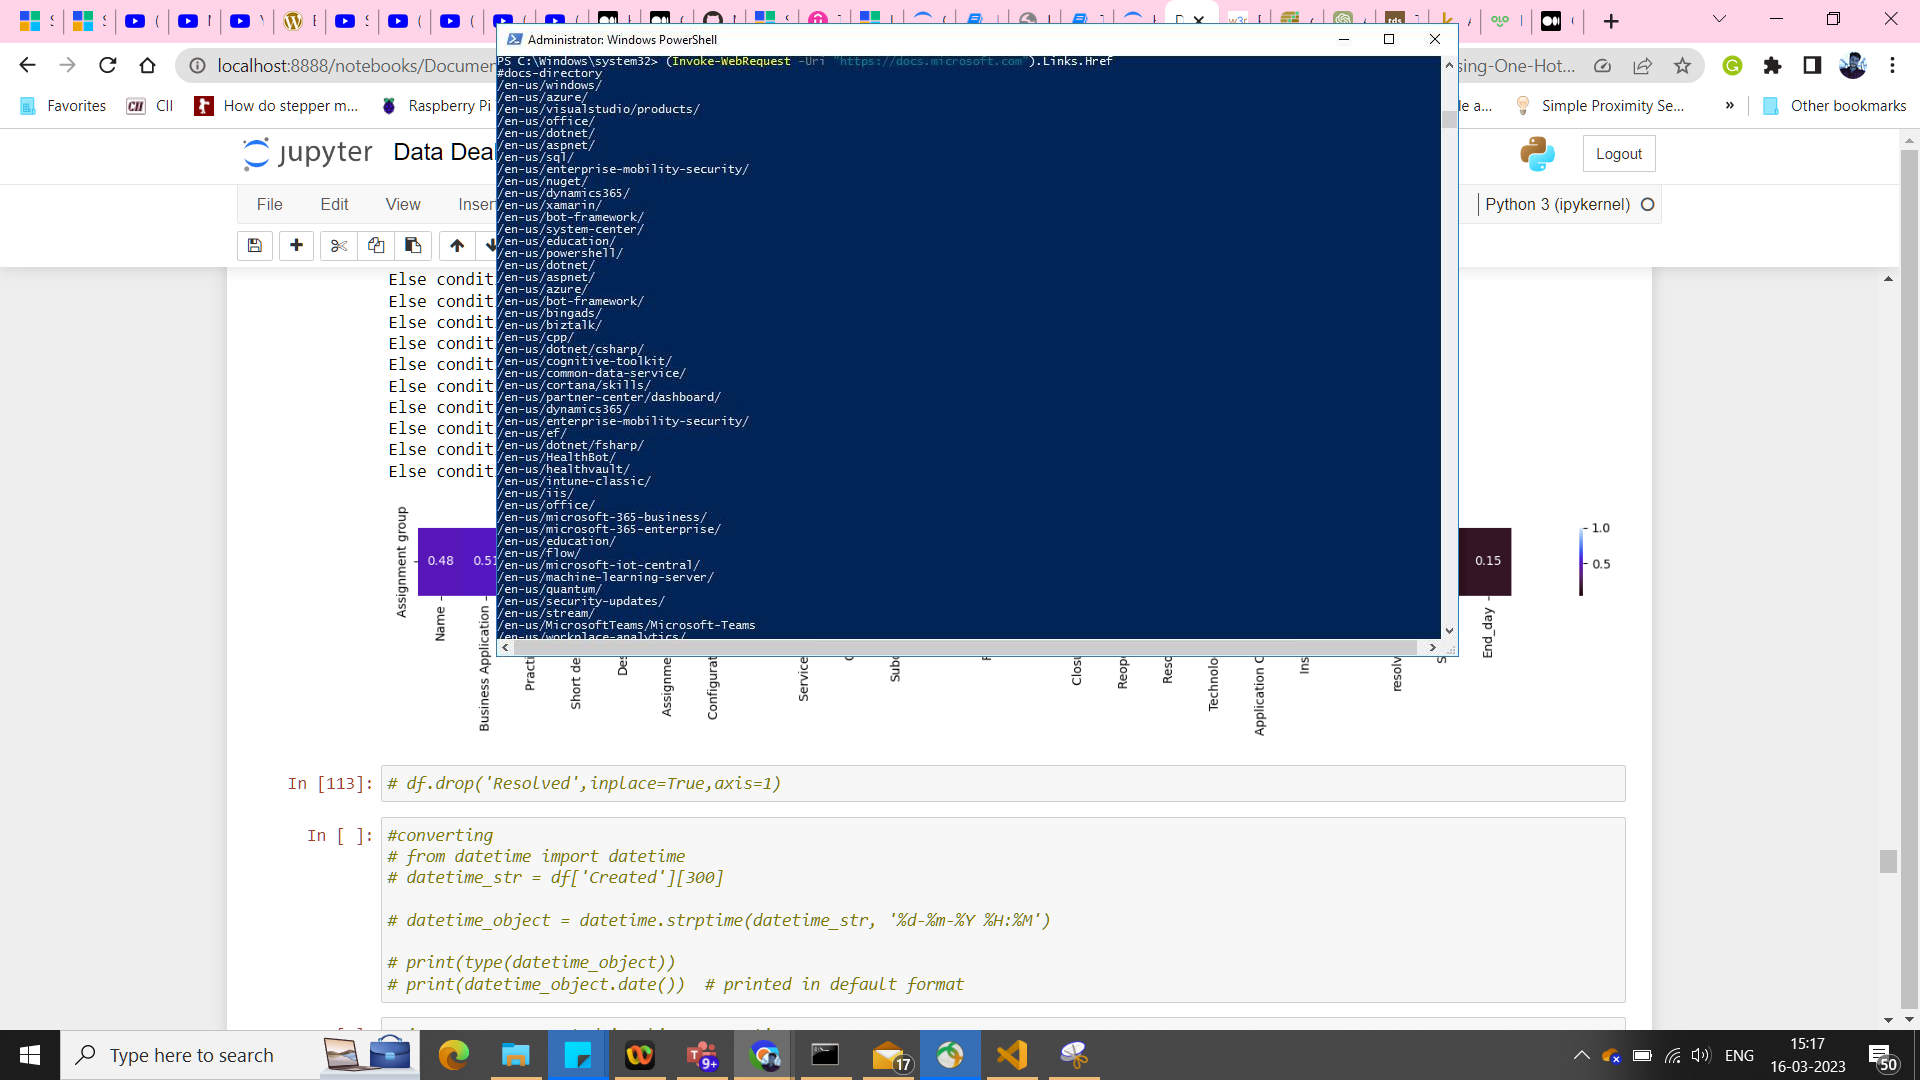 Administrator: Windows PowerShell
localhost:8888/notebooks/Documen
sing-One-Hot...
Favorites
CII
How do stepper m...
Raspberry Pi
le a...
Simple Proximity Se...
»
Other bookmarks
PS C:\Windows\system32> (Invoke-WebRequest -Uri "https://docs.microsoft.com").Links.Href
#docs-directory
/en-us/windows/
/en-us/azure/
/en-us/visualstudio/products/
/en-us/office/
/en-us/dotnet/
/en-us/aspnet/
/en-us/sql/
/en-us/enterprise-mobility-security/
/en-us/nuget/
/en-us/dynamics365/
/en-us/xamarin/
/en-us/bot-framework/
/en-us/system-center/
/en-us/education/
/en-us/powershell/
/en-us/dotnet/
/en-us/aspnet/
/en-us/azure/
/en-us/bot-framework/
/en-us/bingads/
/en-us/biztalk/
/en-us/cpp/
/en-us/dotnet/csharp/
/en-us/cognitive-toolkit/
/en-us/common-data-service/
/en-us/cortana/skills/
/en-us/partner-center/dashboard/
/en-us/dynamics365/
/en-us/enterprise-mobility-security/
/en-us/ef/
/en-us/dotnet/fsharp/
/en-us/HealthBot/
/en-us/healthvault/
/en-us/intune-classic/
/en-us/iis/
/en-us/office/
/en-us/microsoft-365-business/
/en-us/microsoft-365-enterprise/
/en-us/education/
/en-us/flow/
/en-us/microsoft-iot-central/
/en-us/machine-learning-server/
/en-us/quantum/
/en-us/security-updates/
/en-us/stream/
/en-us/MicrosoftTeams/Microsoft-Teams
/en-us/workplace-analytics/
jupyter
Data Dea
Logout
File
Edit
View
Inser
Python 3 (ipykernel)
Else condit
Else condit
Else condit
Else condit
Else condit
Else condit
Else condit
Else condit
Else condit
Else condit
Assignment group
0.48
0.51
0.15
1.0
0.5
Name
Business Application
Practi
Short de
Des
Assignme
Configurat
Service
Subc
Closu
Reop
Reso
Technolo
Application C
Ins
resolv
End_day
In [113]:
# df.drop('Resolved',inplace=True,axis=1)
In [ ]:
#converting
# from datetime import datetime
# datetime_str = df['Created'][300]
# datetime_object = datetime.strptime(datetime_str, '%d-%m-%Y %H:%M')
# print(type(datetime_object))
# print(datetime_object.date())  # printed in default format
Type here to search
9+
17
ENG
15:17
16-03-2023
50